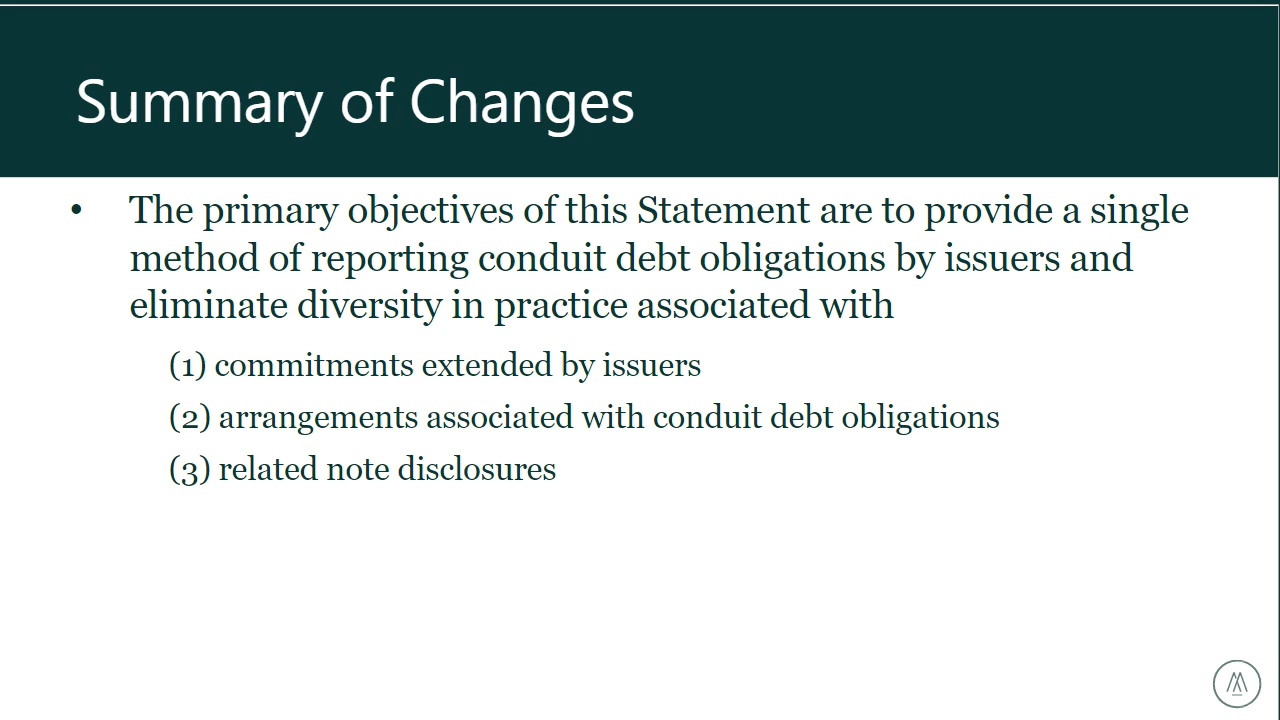 Summary of Changes
• The primary objectives of this Statement are to provide a single
method of reporting conduit debt obligations by issuers and
eliminate diversity in practice associated with
(1) commitments extended by issuers
(2) arrangements associated with conduit debt obligations
(3) related note disclosures